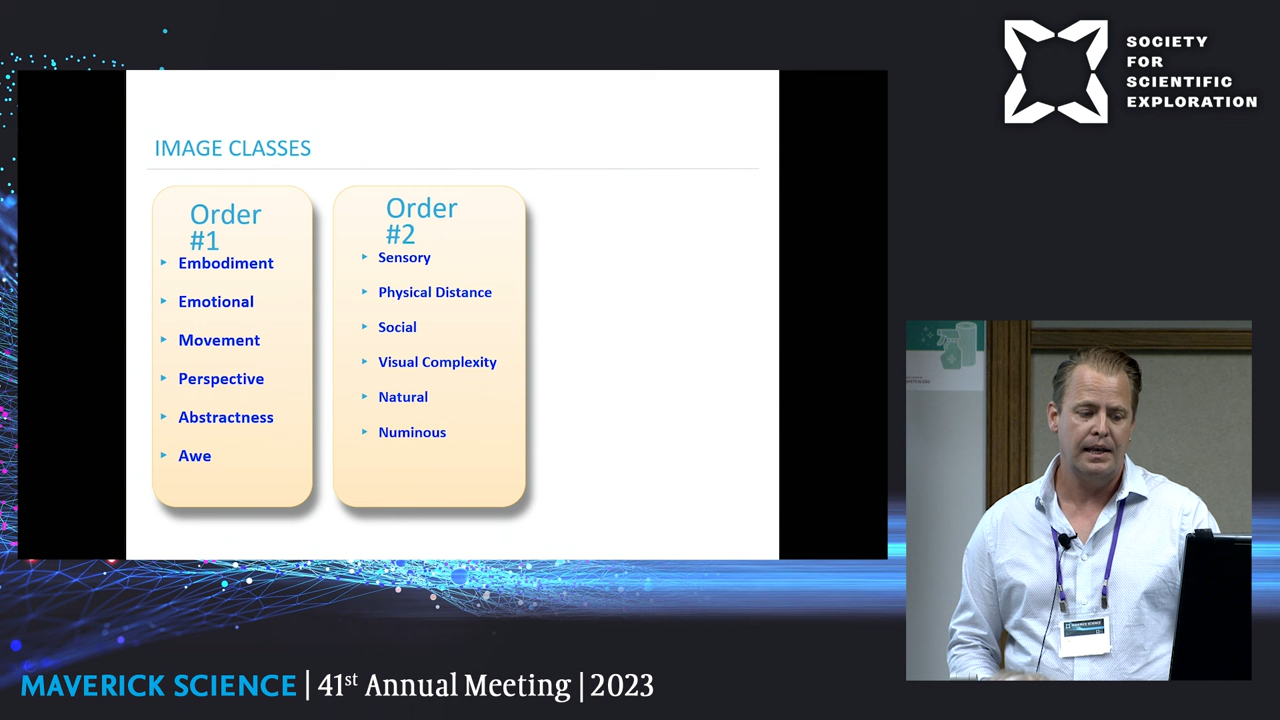 SOCIETY
FOR
SCIENTIFIC
EXPLORATION
IMAGE CLASSES
Order
#1
Embodiment
Emotional
Movement
Perspective
Abstractness
Awe
Order
#2
Sensory
Physical Distance
Social
Visual Complexity
Natural
Numinous
MAVERICK SCIENCE | 41st Annual Meeting | 2023